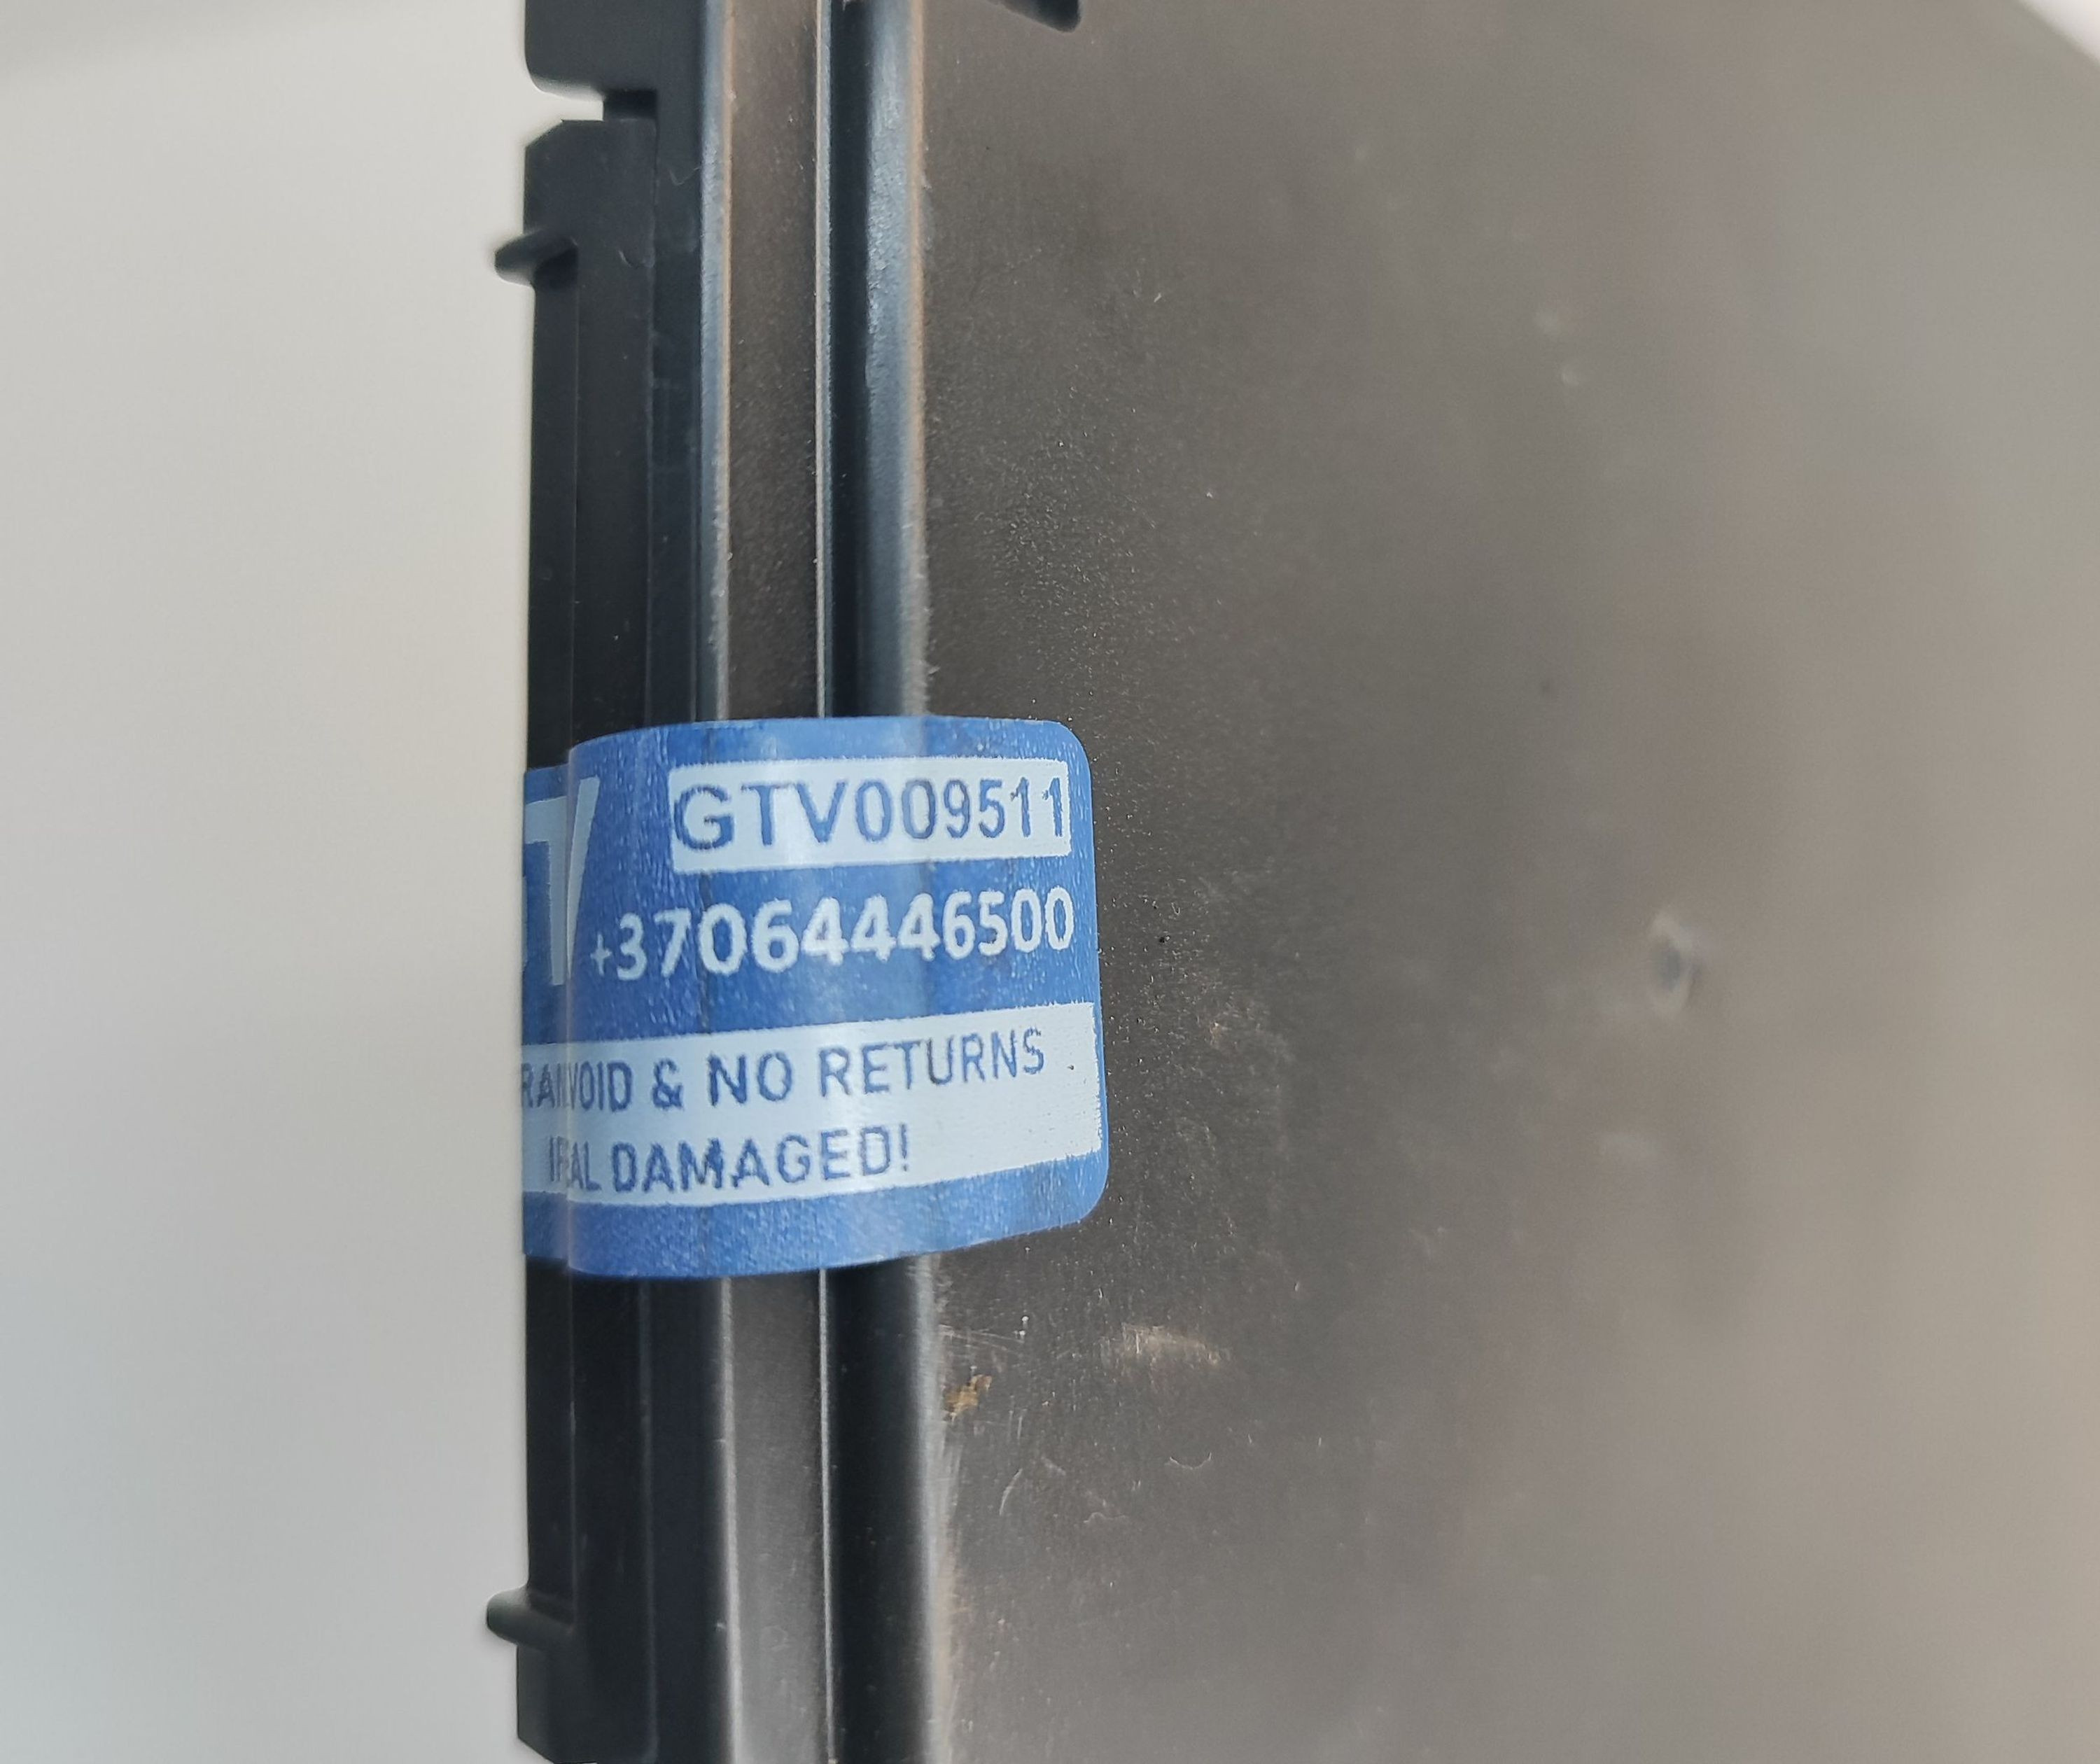 GTV009511
+37064446500
VOID & NO RETURNS
DAMAGED!